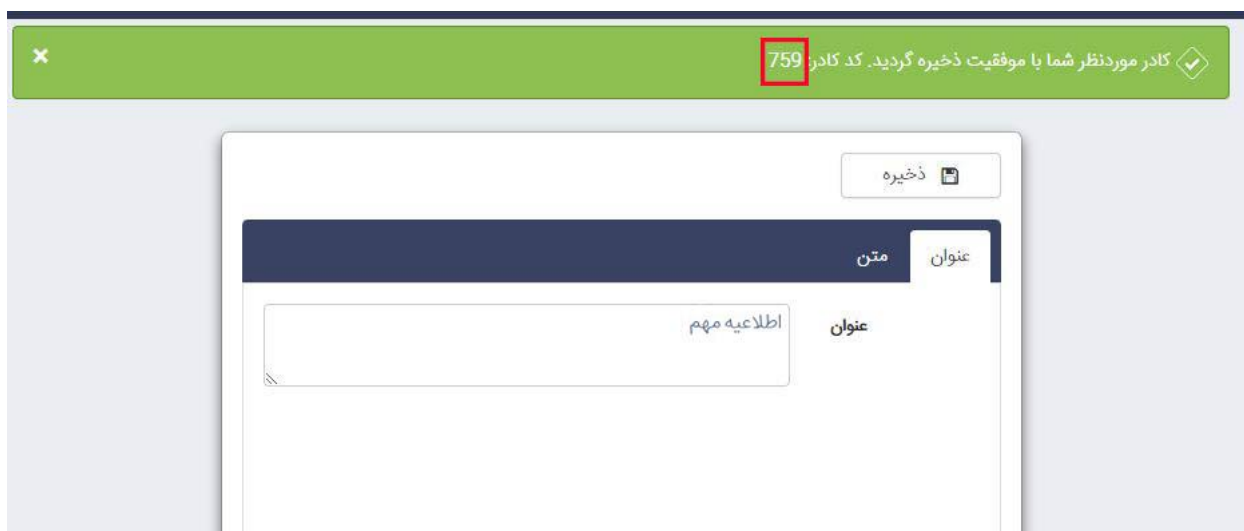 کادر موردنظر شما با موفقیت ذخیره گردید. کد کادر: 759
ذخیره
عنوان متن
عنوان اطلاعیه مهم